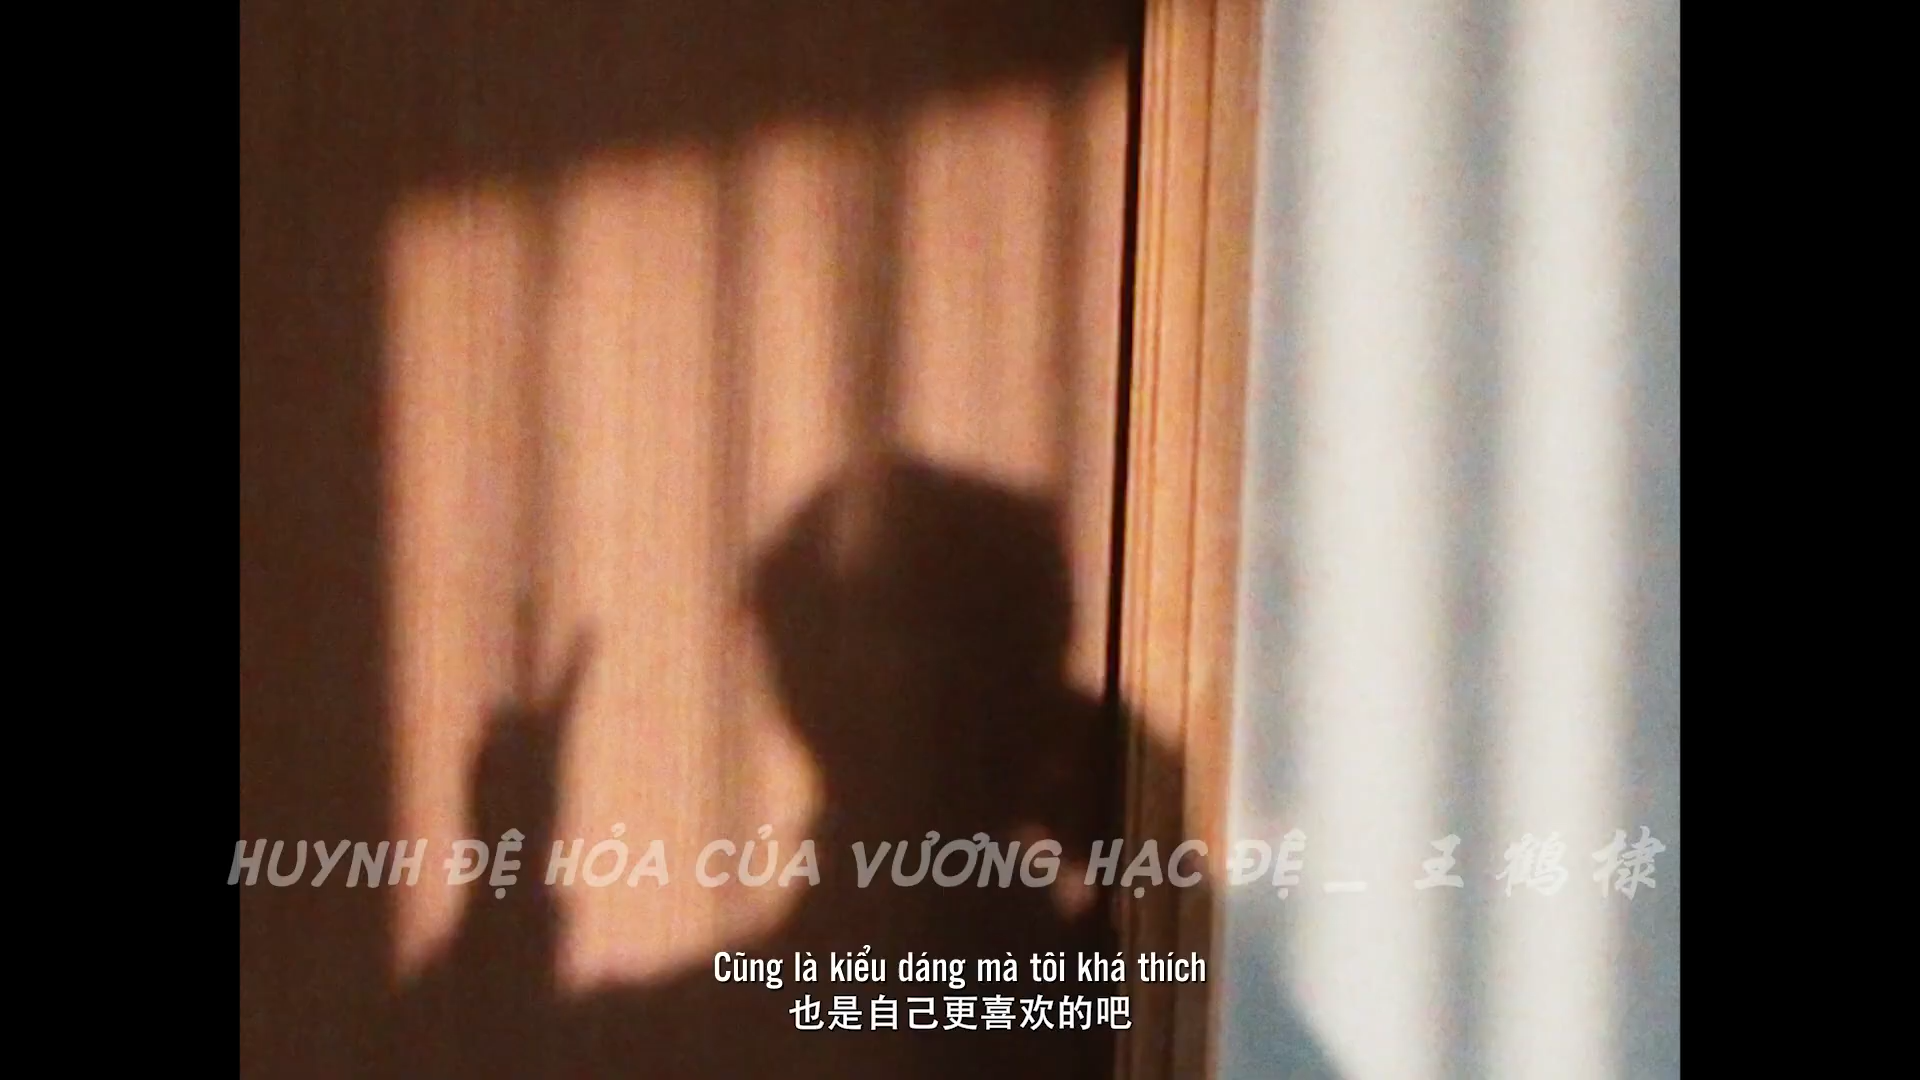 HUYNH ĐỆ HỎA CỦA VƯƠNG HẠC ĐỆ _ 王 鹤 棣
Cũng là kiểu dáng mà tôi khá thích
也是自己更喜欢的吧